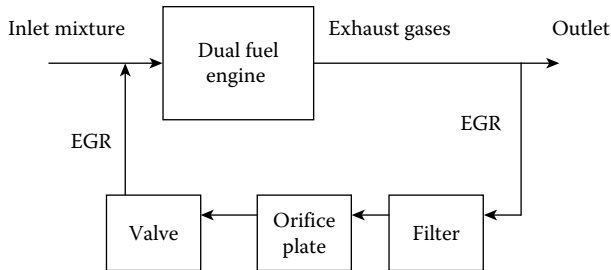 Inlet mixture
Dual fuel
engine
Exhaust gases
Outlet
EGR
EGR
Valve
Orifice
plate
Filter